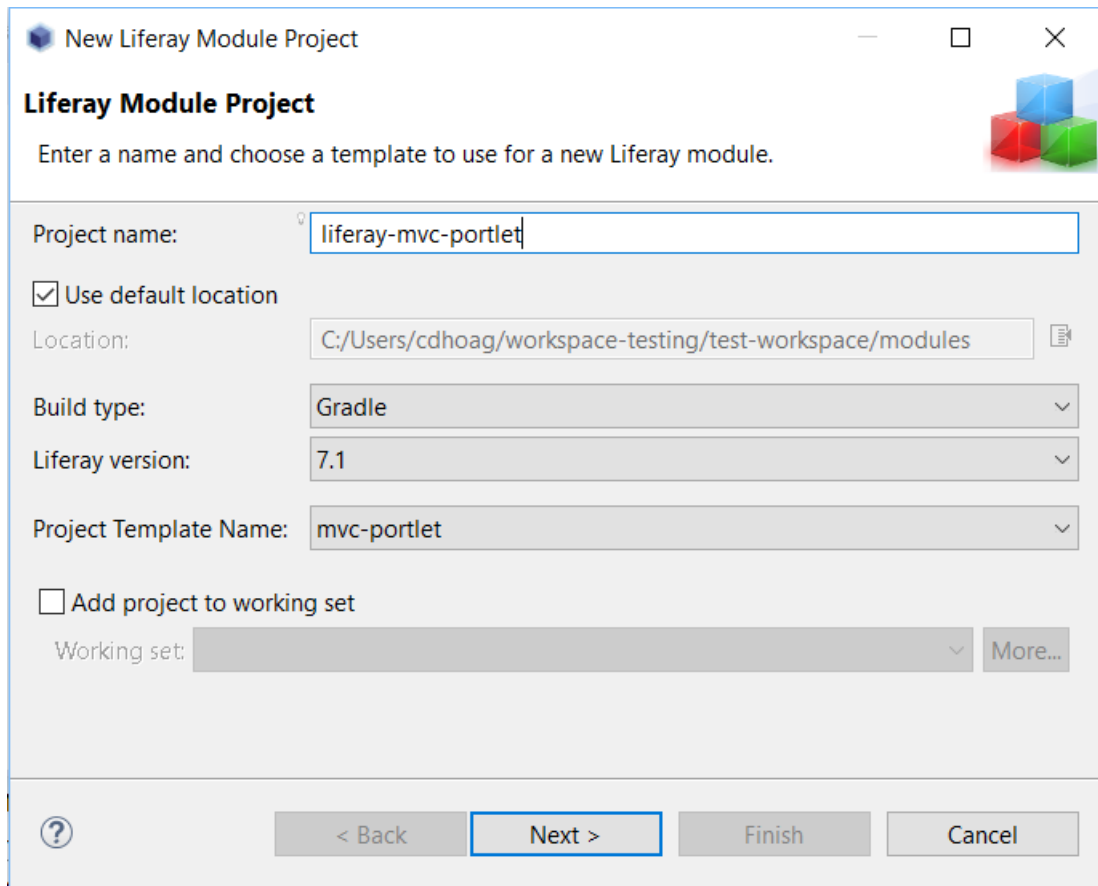 New Liferay Module Project
Liferay Module Project
Enter a name and choose a template to use for a new Liferay module.
Project name: liferay-mvc-portlet
Use default location
Location: C:/Users/cdhoag/workspace-testing/test-workspace/modules
Build type: Gradle
Liferay version: 7.1
Project Template Name: mvc-portlet
Add project to working set
Working set: More...
? < Back Next > Finish Cancel